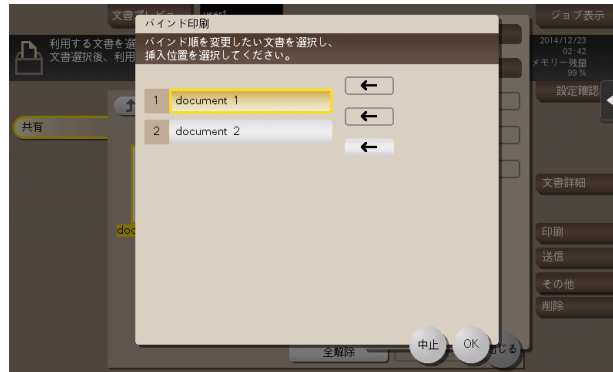 文書プレビュー user1
ジョブ表示
利用する文書を選
文書選択後、利用
バインド印刷
バインド順を変更したい文書を選択し、
挿入位置を選択してください。
2014/12/23
02:42
メモリー残量
99 %
設定確認
共有
1 document 1
2 document 2
doc
文書詳細
印刷
送信
その他
削除
全解除
中止
OK
閉じる